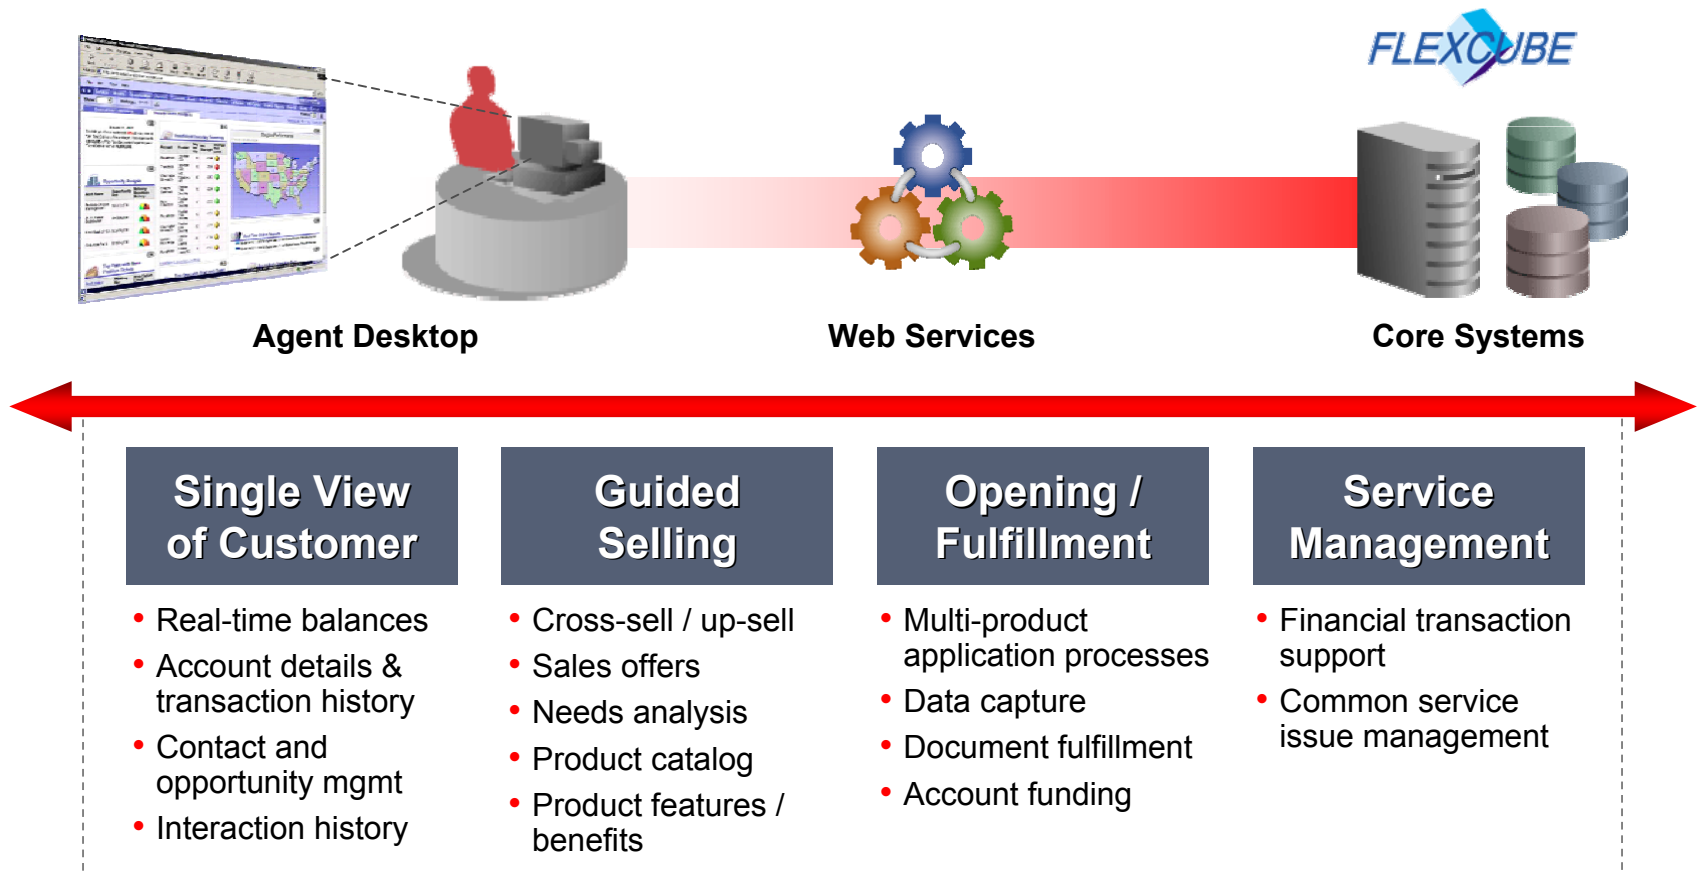 FLEXCUBE
Agent Desktop
Web Services
Core Systems
Single View
of Customer
Guided
Selling
Opening /
Fulfillment
Service
Management
• Real-time balances
• Account details &
transaction history
• Contact and
opportunity mgmt
• Interaction history
• Cross-sell / up-sell
• Sales offers
• Needs analysis
• Product catalog
• Product features /
benefits
• Multi-product
application processes
• Data capture
• Document fulfillment
• Account funding
• Financial transaction
support
• Common service
issue management